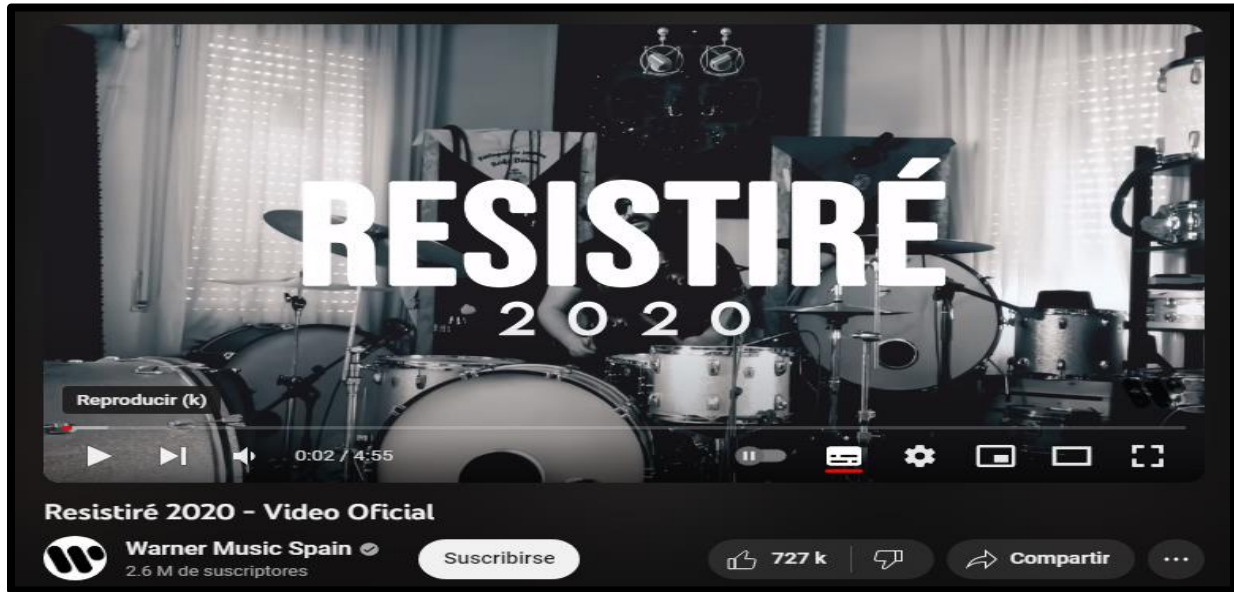 RESISTIRÉ
2020
Reproducir (k)
0:02 / 4:55
Resistiré 2020 - Video Oficial
Warner Music Spain
2.6 M de suscriptores
Suscribirse
727 k
Compartir